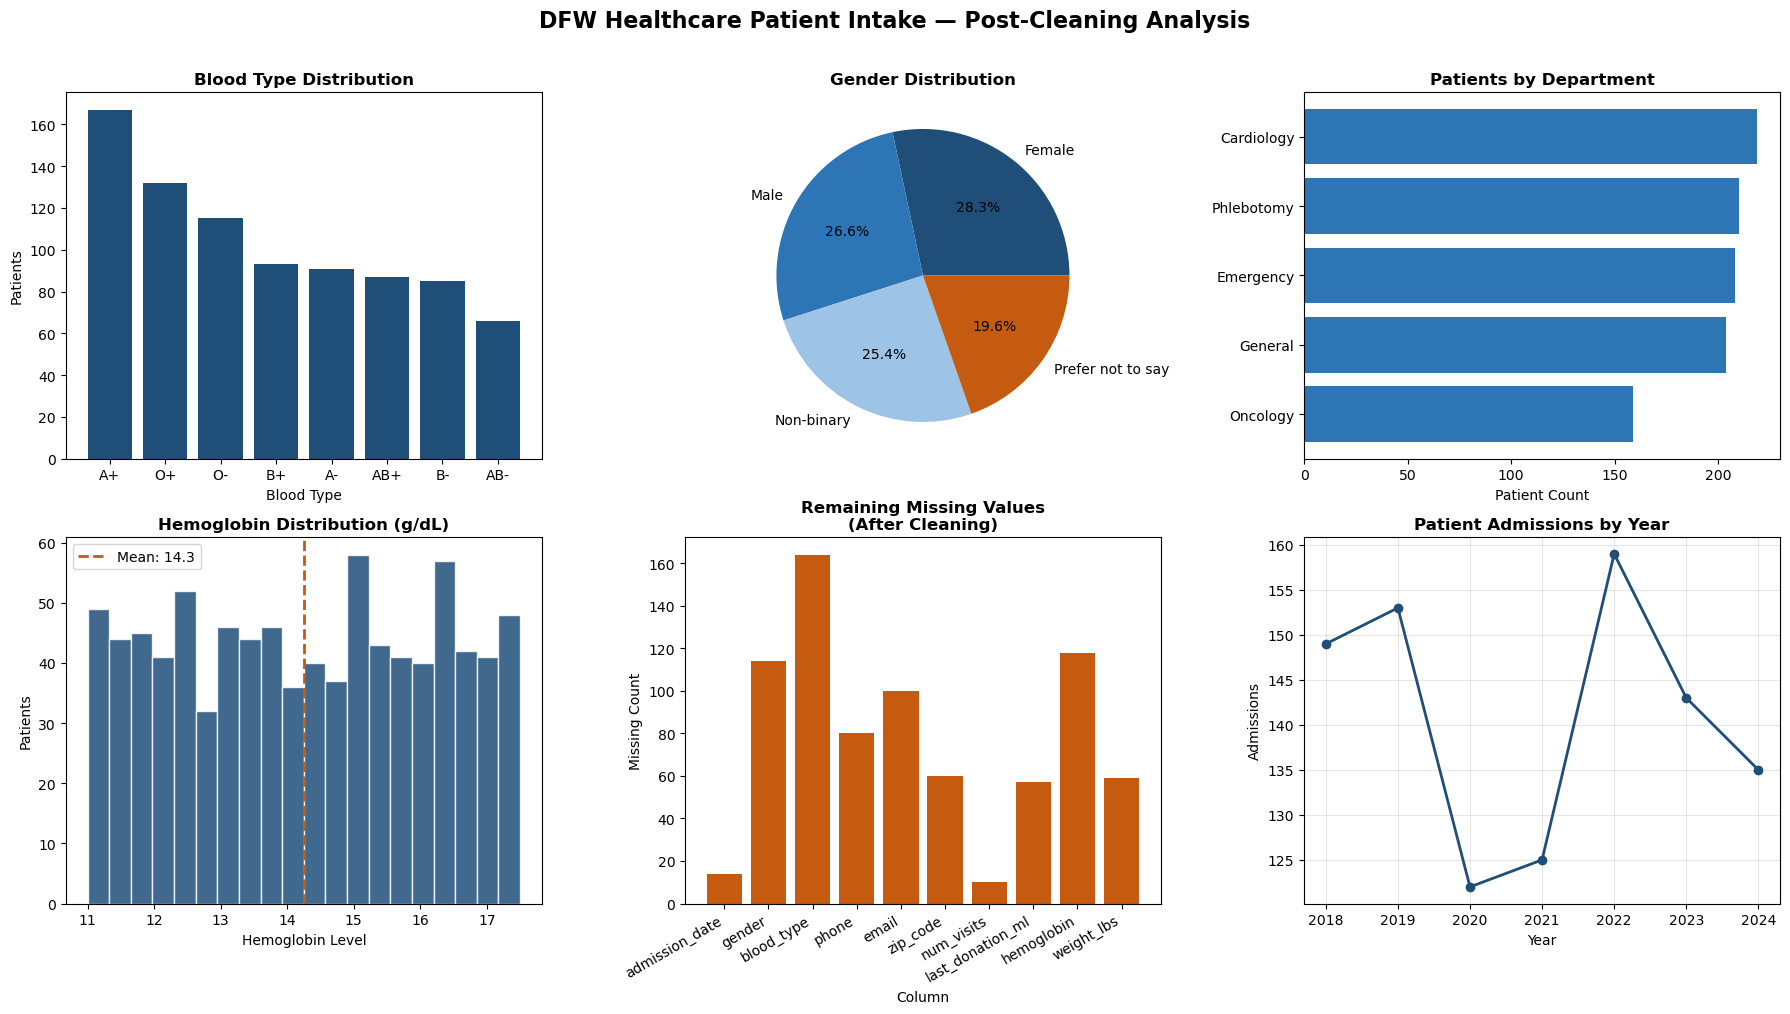 DFW Healthcare Patient Intake — Post-Cleaning Analysis
Blood Type Distribution
160
140
120
100
80
60
40
20
0
Patients
A+ O+ O- B+ A- AB+ B- AB-
Blood Type
Gender Distribution
Female
28.3%
Male
26.6%
Non-binary
25.4%
Prefer not to say
19.6%
Patients by Department
Cardiology
Phlebotomy
Emergency
General
Oncology
0 50 100 150 200
Patient Count
Hemoglobin Distribution (g/dL)
Mean: 14.3
60
50
40
30
20
10
0
Patients
11 12 13 14 15 16 17
Hemoglobin Level
Remaining Missing Values
(After Cleaning)
160
140
120
100
80
60
40
20
0
Missing Count
admission_date
gender
blood_type
phone
email
zip_code
num_visits
last_donation_ml
hemoglobin
weight_lbs
Column
Patient Admissions by Year
160
155
150
145
140
135
130
125
Admissions
2018 2019 2020 2021 2022 2023 2024
Year